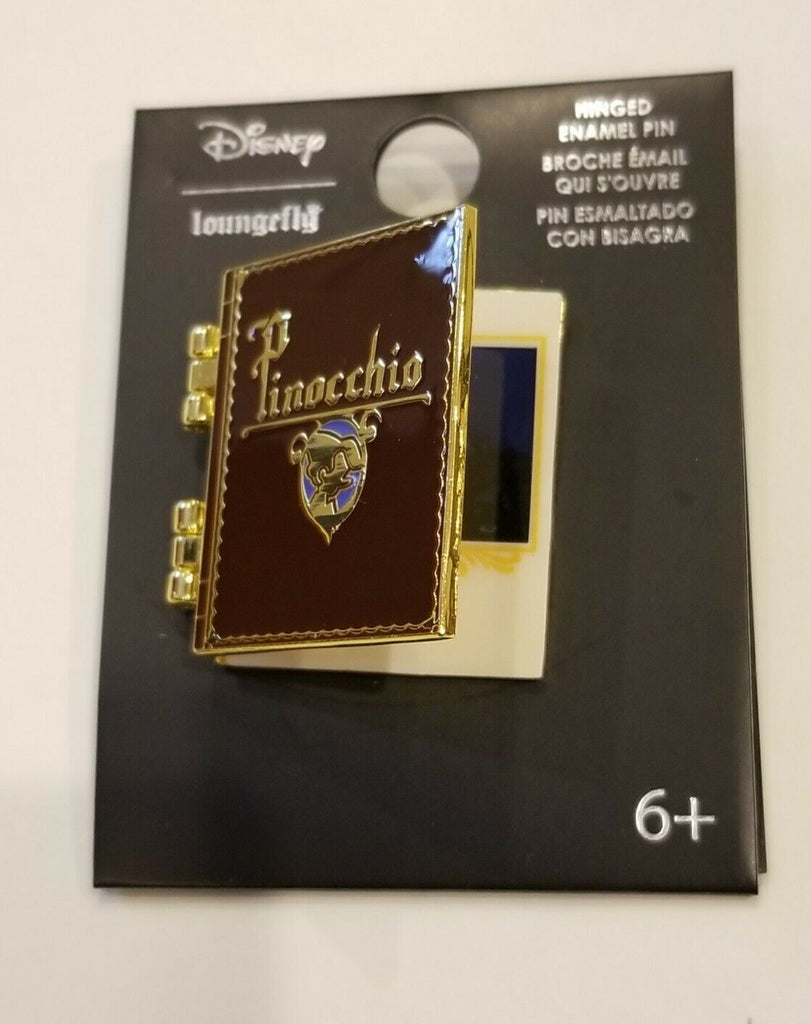 Disney
loungefly
HINGED
ENAMEL PIN
BROCHE ÉMAIL
QUI S'OUVRE
PIN ESMALTADO
CON BISAGRA
Pinocchio
6+